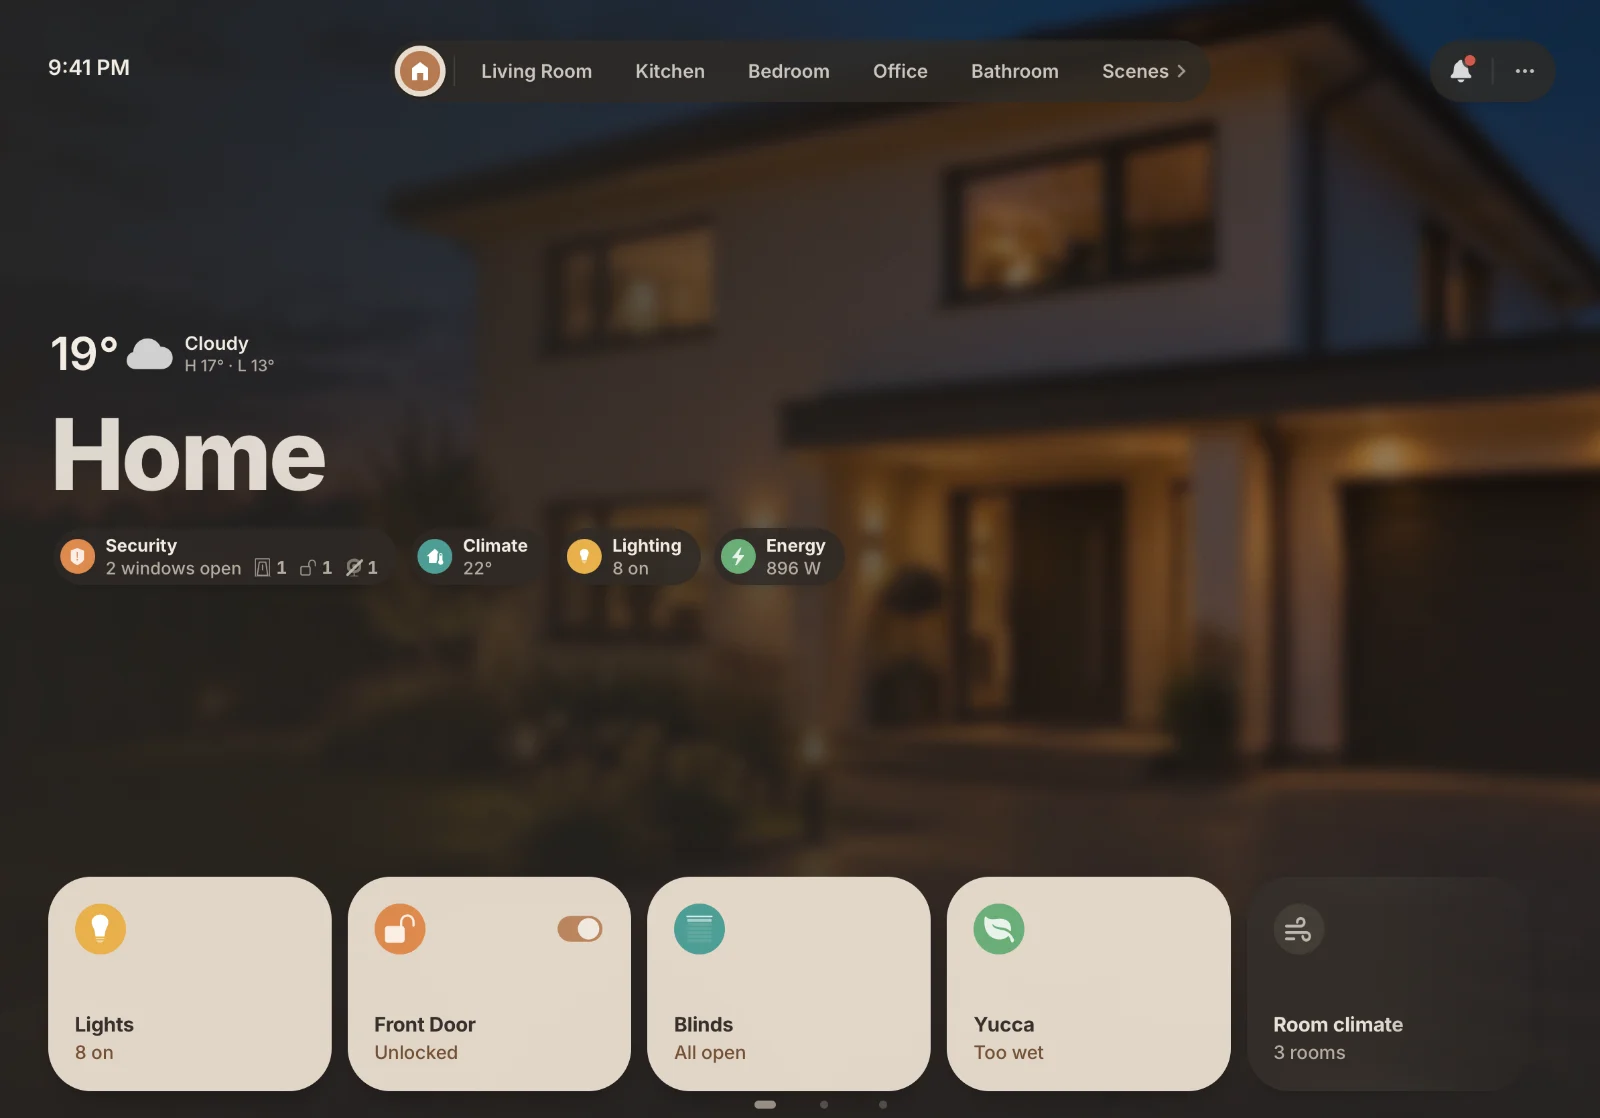 9:41 PM
Living Room
Kitchen
Bedroom
Office
Bathroom
Scenes
19°
Cloudy
H 17° · L 13°
Home
Security
2 windows open 1 1 1
Climate
22°
Lighting
8 on
Energy
896 W
Lights
8 on
Front Door
Unlocked
Blinds
All open
Yucca
Too wet
Room climate
3 rooms